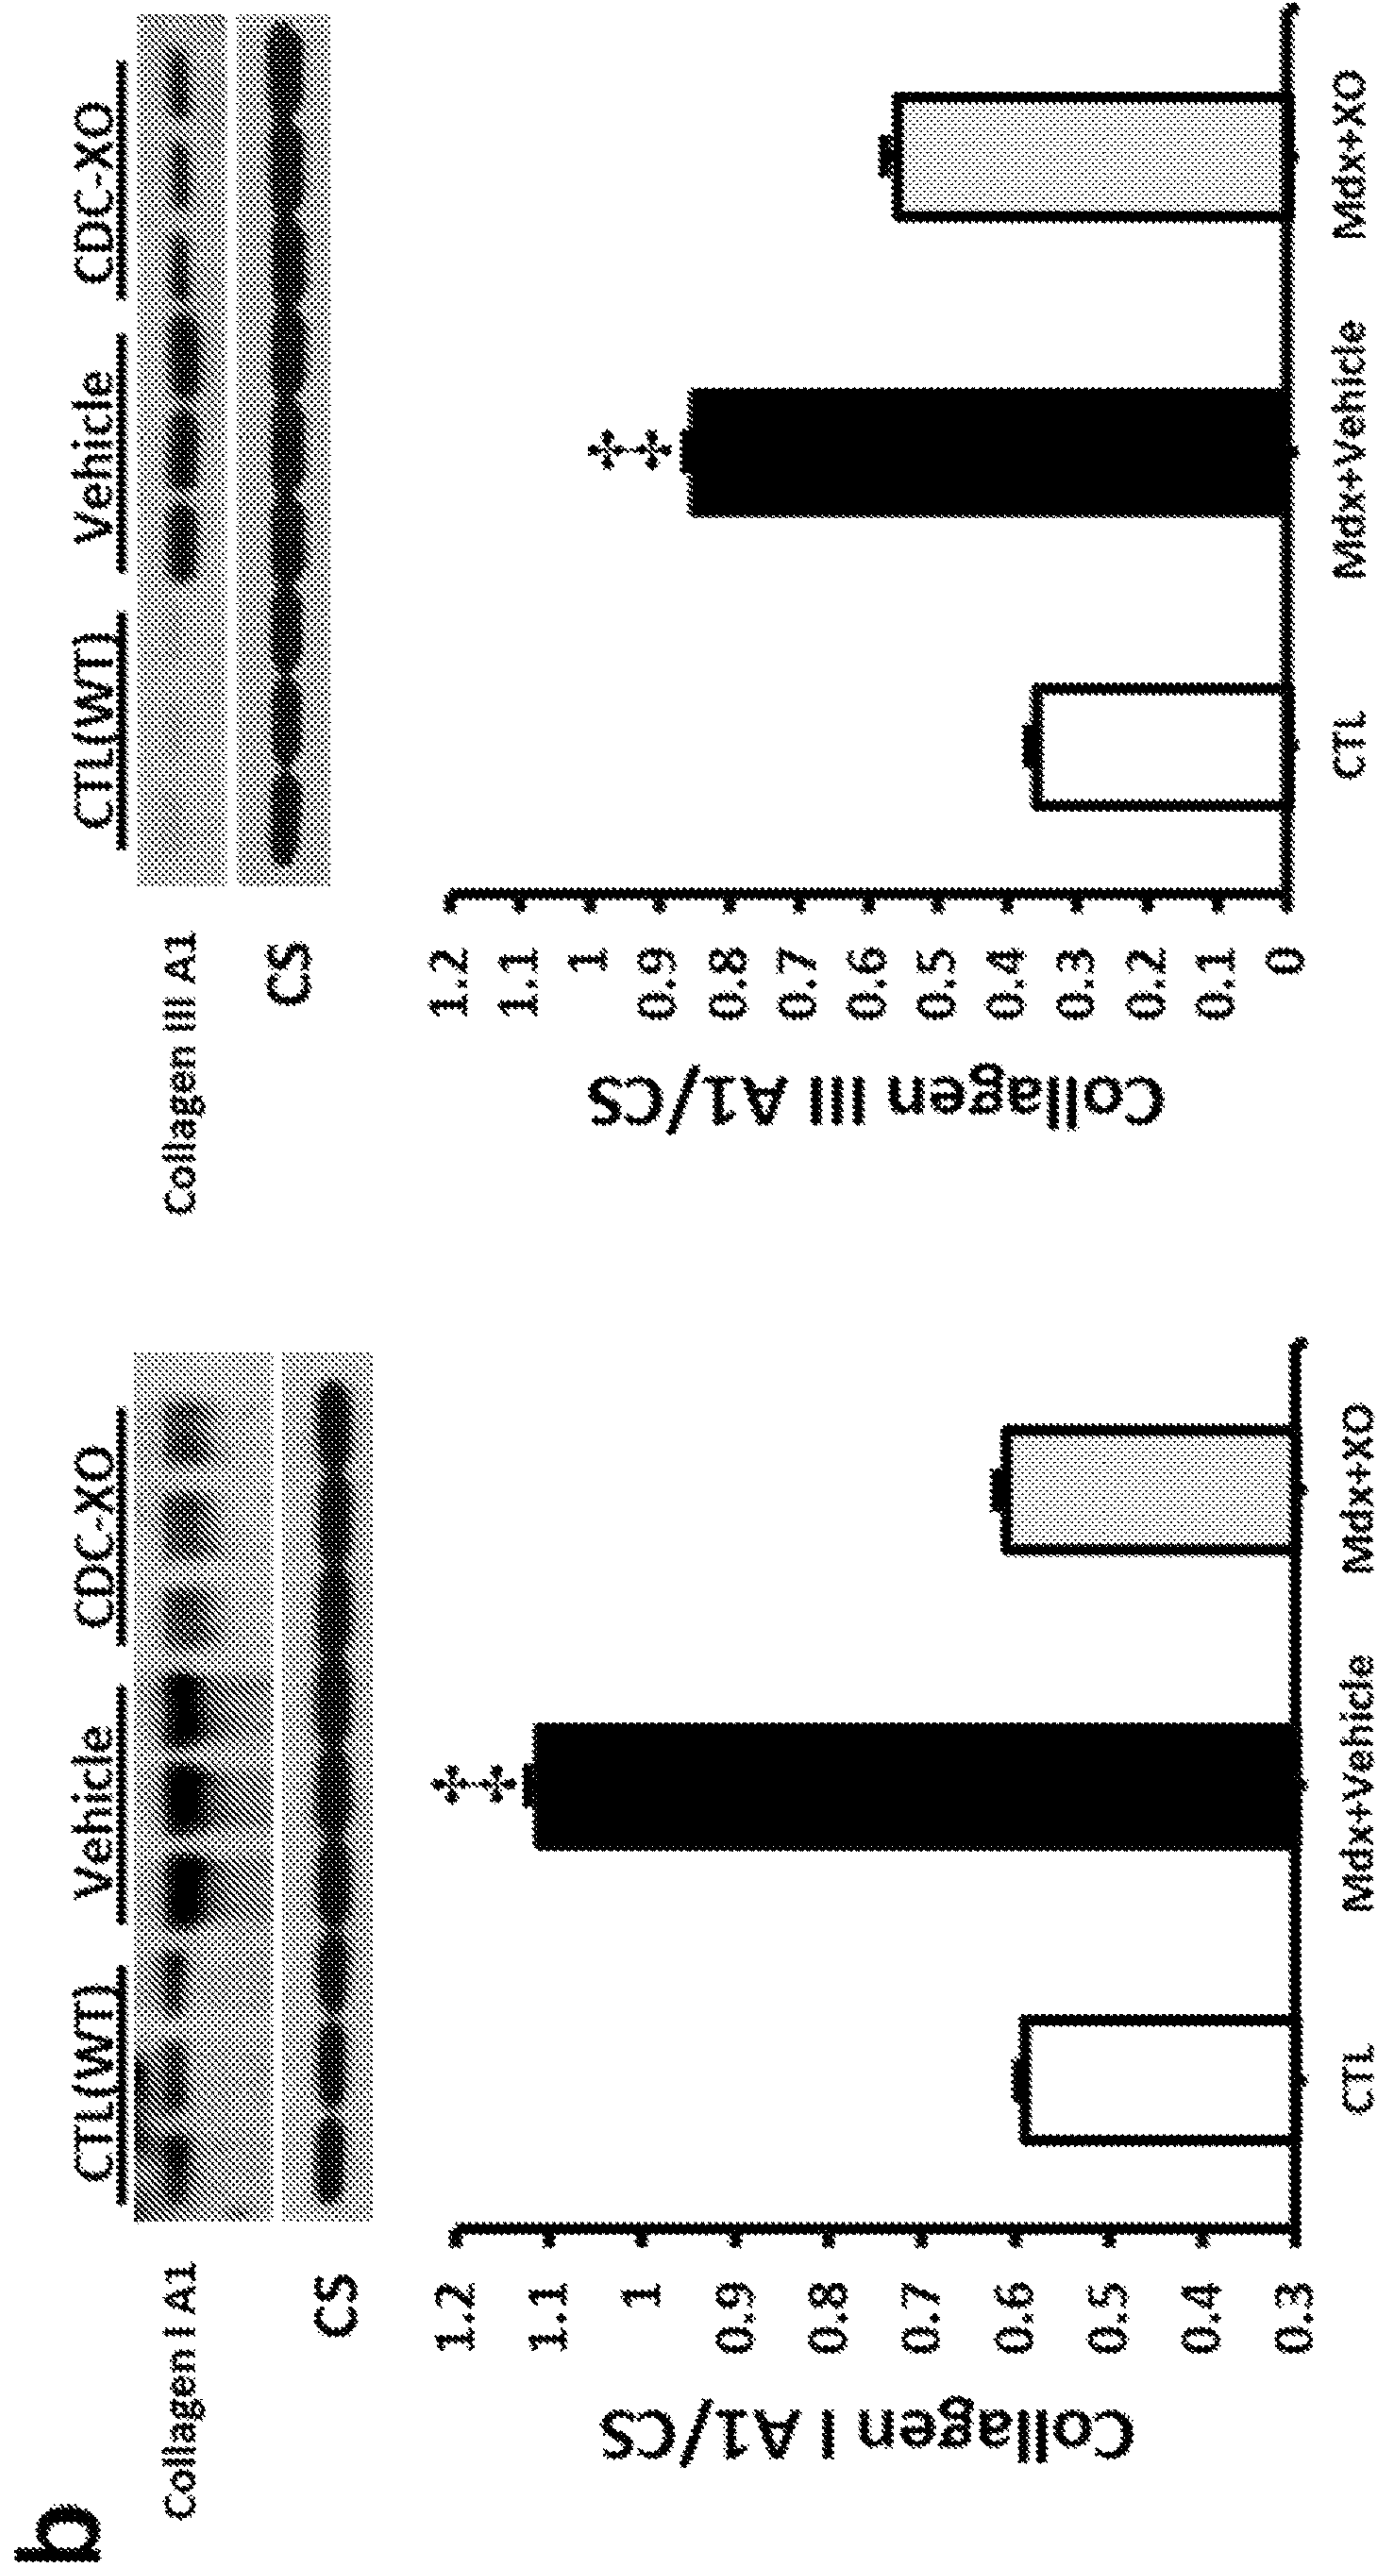 b
CTL(WT) Vehicle CDC-XO
Collagen I A1
CS
Collagen I A1/CS
1.2
1.1
1
0.9
0.8
0.7
0.6
0.5
0.4
0.3
‡
CTL Mdx+Vehicle Mdx+XO
CTL(WT) Vehicle CDC-XO
Collagen III A1
CS
Collagen III A1/CS
1.2
1.1
1
0.9
0.8
0.7
0.6
0.5
0.4
0.3
0.2
0.1
0
‡
CTL Mdx+Vehicle Mdx+XO